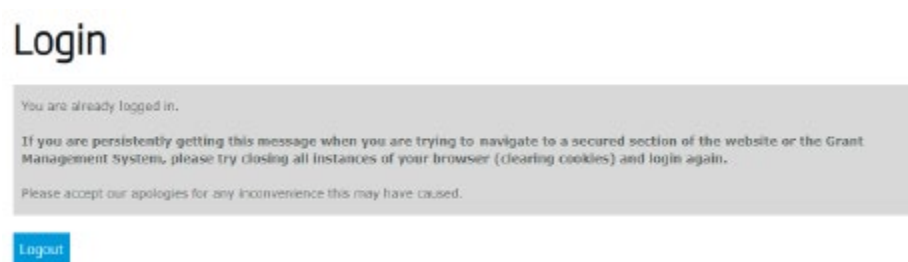 Login
You are already logged in.
If you are persistently getting this message when you are trying to navigate to a secured section of the website or the Grant
Management System, please try closing all instances of your browser (clearing cookies) and login again.
Please accept our apologies for any inconvenience this may have caused.
Logout